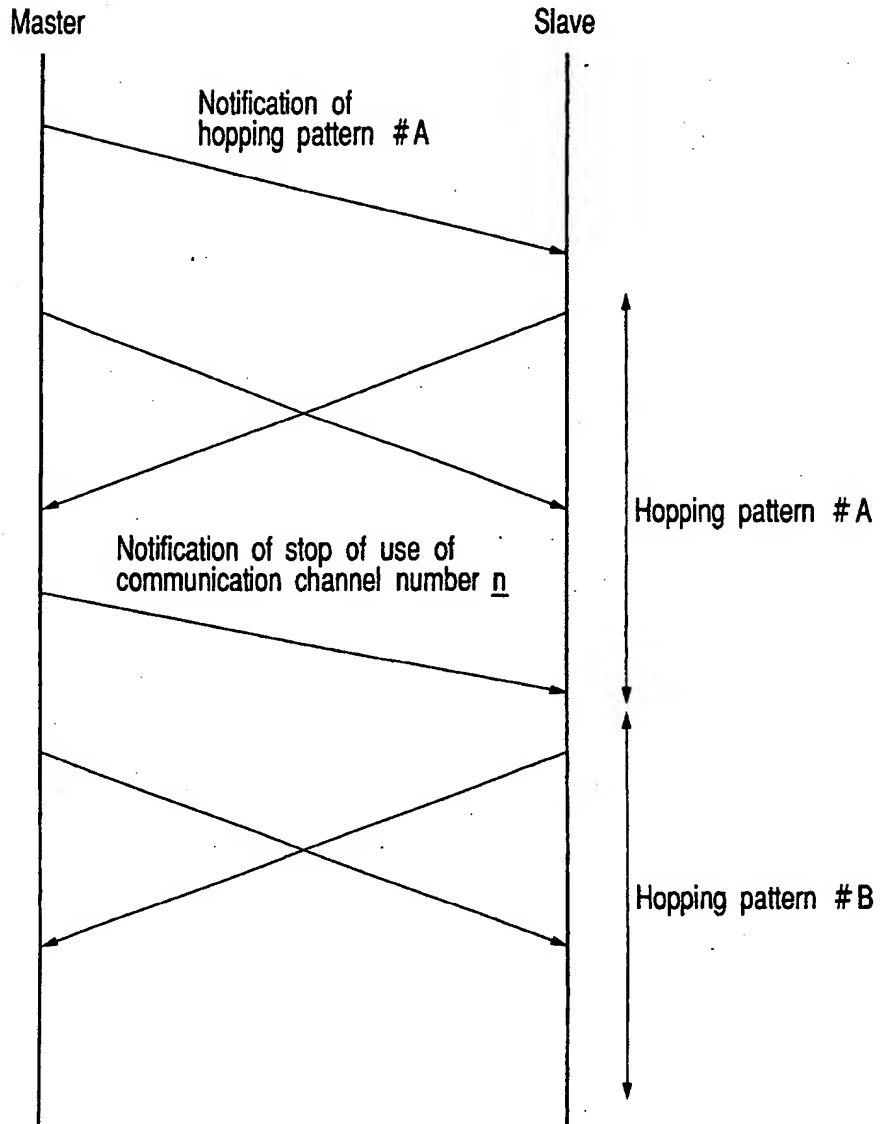 Master
Slave
Notification of
hopping pattern #A
Hopping pattern #A
Notification of stop of use of
communication channel number n
Hopping pattern #B